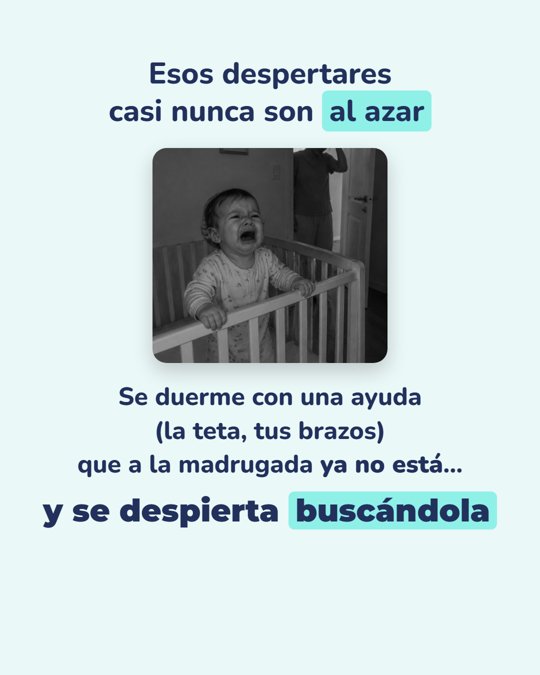 Esos despertares
casi nunca son al azar
Se duerme con una ayuda
(la teta, tus brazos)
que a la madrugada ya no está...
y se despierta buscándola